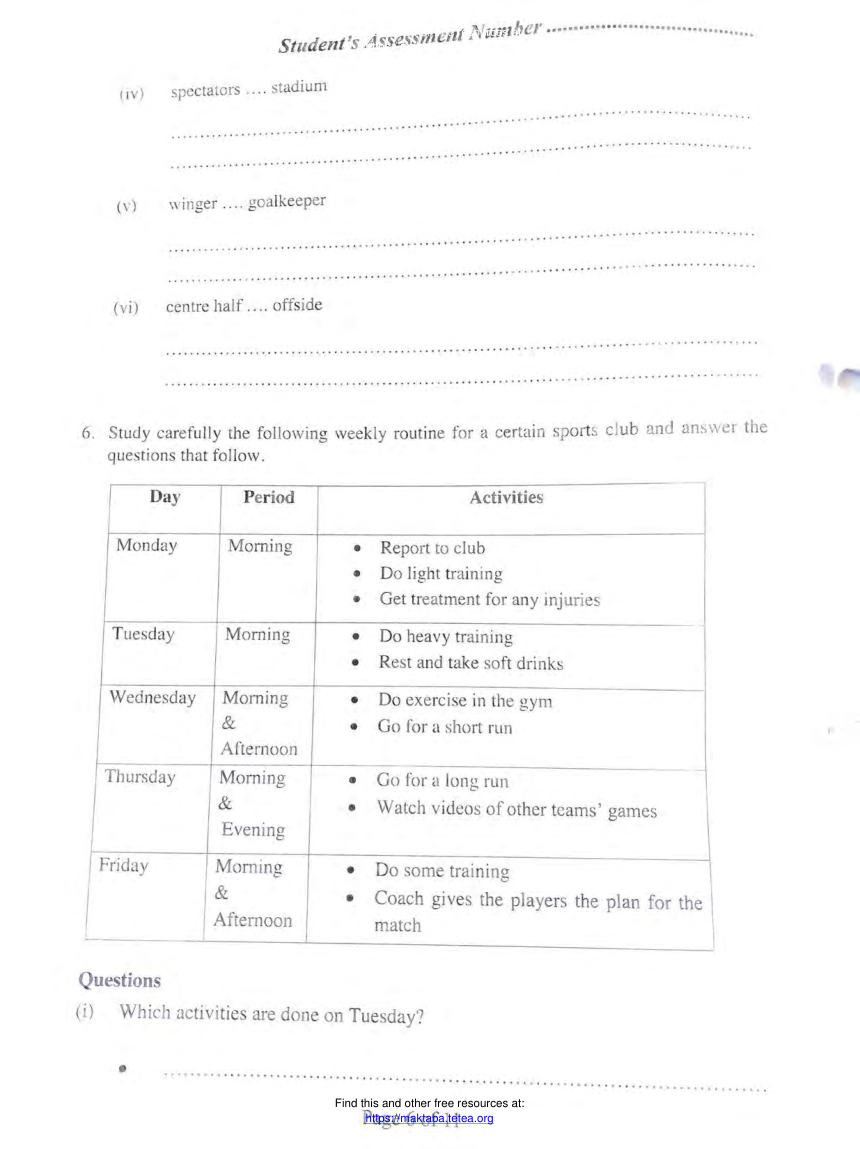 Student's Assessment Number
(iv) spectators .... stadium
(v) winger .... goalkeeper
(vi) centre half .... offside
6. Study carefully the following weekly routine for a certain sports club and answer the
questions that follow.
Day Period Activities
Monday Morning • Report to club
• Do light training
• Get treatment for any injuries
Tuesday Morning • Do heavy training
• Rest and take soft drinks
Wednesday Morning • Do exercise in the gym
& • Go for a short run
Afternoon
Thursday Morning • Go for a long run
& • Watch videos of other teams' games
Evening
Friday Morning • Do some training
& • Coach gives the players the plan for the
Afternoon match
Questions
(i) Which activities are done on Tuesday?
•
Find this and other free resources at:
Page 6 of 11
https://maktaba.tetea.org